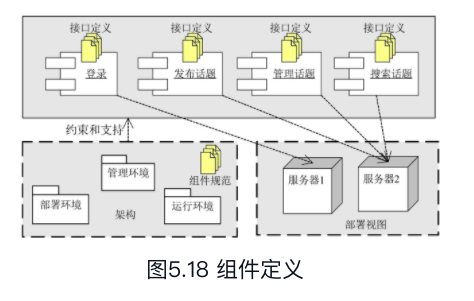 接口定义 接口定义 接口定义 接口定义
登录 发布话题 管理话题 搜索话题
约束和支持
组件规范
管理环境
部署环境
运行环境
架构
服务器1 服务器2
部署视图
图5.18 组件定义